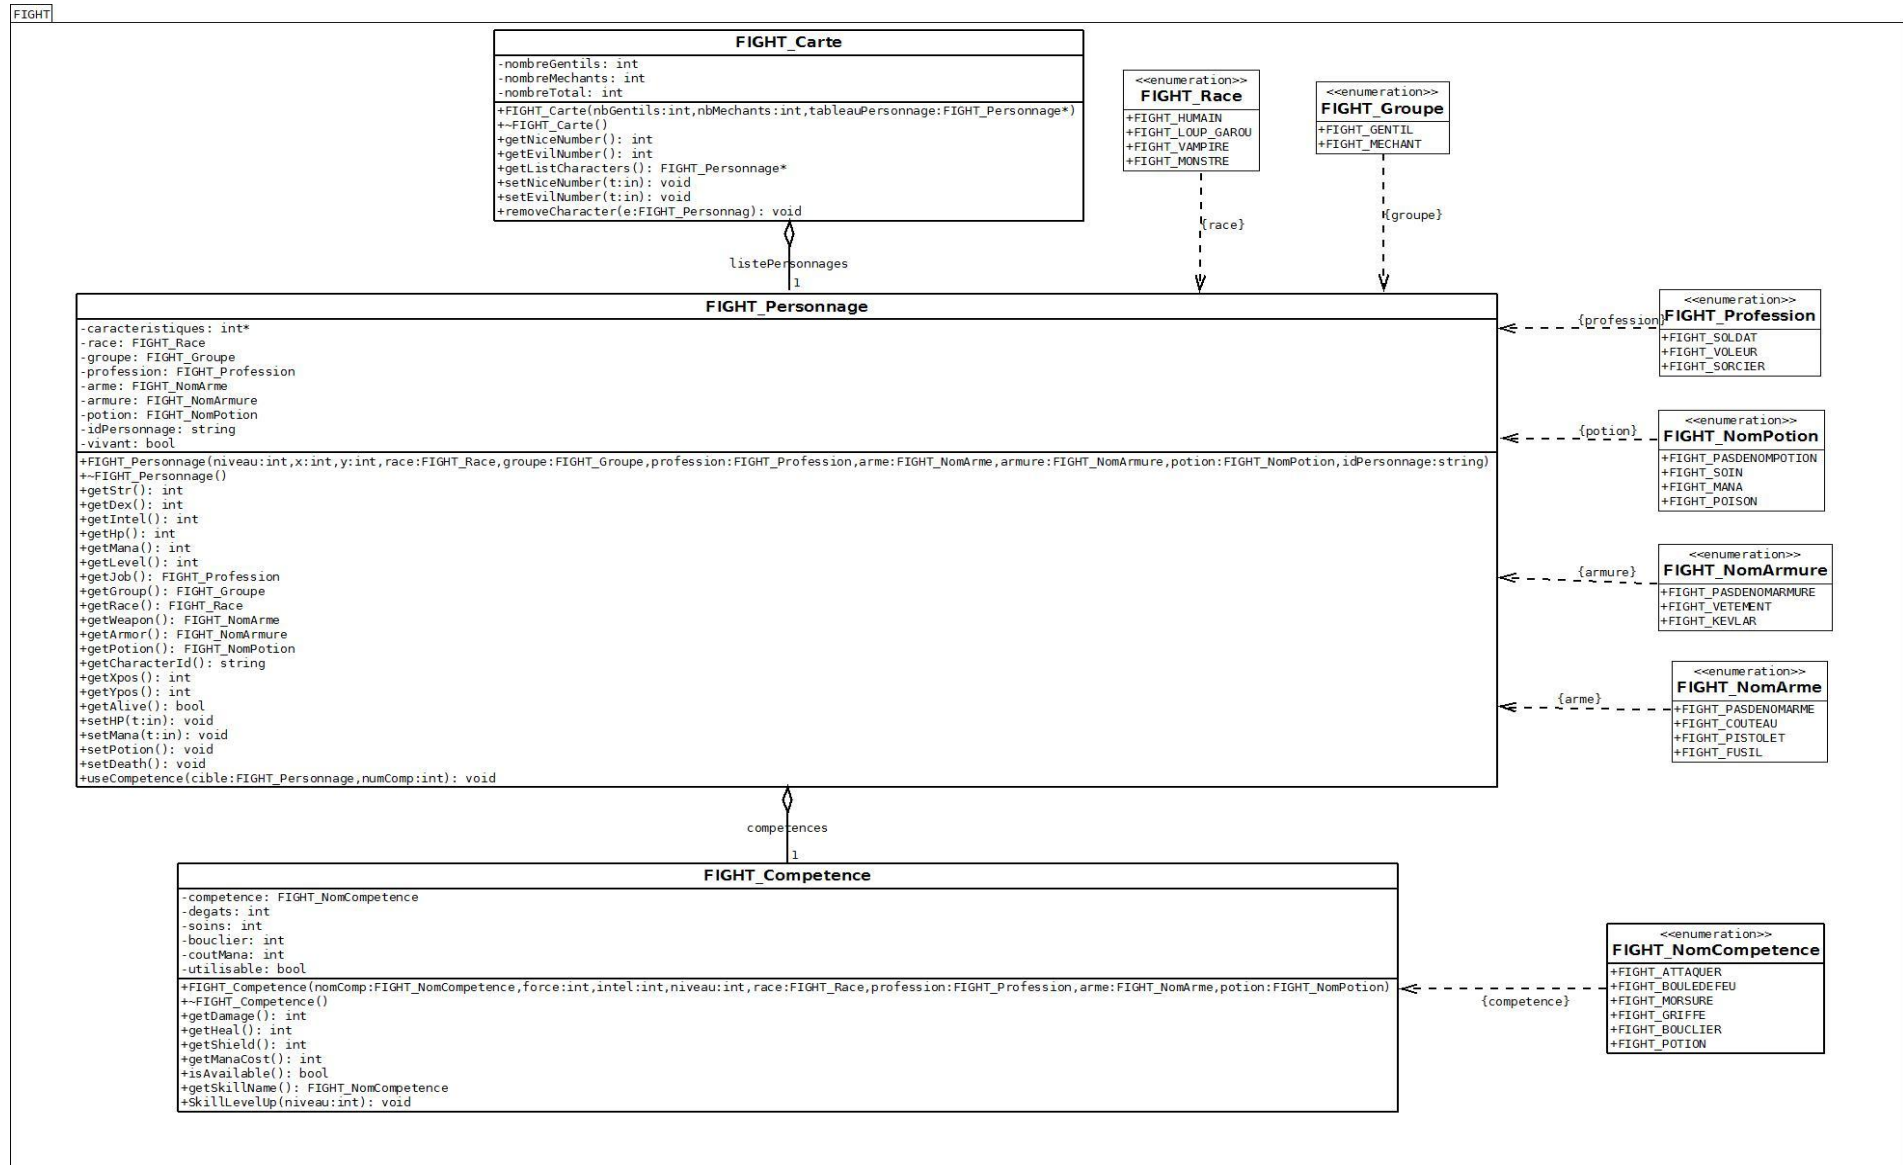 FIGHT
FIGHT_Carte
-nombreGentils: int
-nombreMechants: int
-nombreTotal: int
+FIGHT_Carte(nbGentils:int,nbMechants:int,tableauPersonnage:FIGHT_Personnage*)
+~FIGHT_Carte()
+getNiceNumber(): int
+getEvilNumber(): int
+getListCharacters(): FIGHT_Personnage*
+setNiceNumber(t:in): void
+setEvilNumber(t:in): void
+removeCharacter(e:FIGHT_Personnag): void
<<enumeration>>
FIGHT_Race
+FIGHT_HUMAIN
+FIGHT_LOUP_GAROU
+FIGHT_VAMPIRE
+FIGHT_MONSTRE
<<enumeration>>
FIGHT_Groupe
+FIGHT_GENTIL
+FIGHT_MECHANT
{race}
{groupe}
listePersonnages
1
FIGHT_Personnage
-caracteristiques: int*
-race: FIGHT_Race
-groupe: FIGHT_Groupe
-profession: FIGHT_Profession
-arme: FIGHT_NomArme
-armure: FIGHT_NomArmure
-potion: FIGHT_NomPotion
-idPersonnage: string
-vivant: bool
+FIGHT_Personnage(niveau:int,x:int,y:int,race:FIGHT_Race,groupe:FIGHT_Groupe,profession:FIGHT_Profession,arme:FIGHT_NomArme,armure:FIGHT_NomArmure,potion:FIGHT_NomPotion,idPersonnage:string)
+~FIGHT_Personnage()
+getStr(): int
+getDex(): int
+getIntel(): int
+getHp(): int
+getMana(): int
+getLevel(): int
+getJob(): FIGHT_Profession
+getGroup(): FIGHT_Groupe
+getRace(): FIGHT_Race
+getWeapon(): FIGHT_NomArme
+getArmor(): FIGHT_NomArmure
+getPotion(): FIGHT_NomPotion
+getCharacterId(): string
+getXpos(): int
+getYpos(): int
+getAlive(): bool
+setHP(t:in): void
+setMana(t:in): void
+setPotion(): void
+setDeath(): void
+useCompetence(cible:FIGHT_Personnage,numComp:int): void
{profession}
<<enumeration>>
FIGHT_Profession
+FIGHT_SOLDAT
+FIGHT_VOLEUR
+FIGHT_SORCIER
{potion}
<<enumeration>>
FIGHT_NomPotion
+FIGHT_PASDENOMPOTION
+FIGHT_SOIN
+FIGHT_MANA
+FIGHT_POISON
{armure}
<<enumeration>>
FIGHT_NomArmure
+FIGHT_PASDENOMARMURE
+FIGHT_VETEMENT
+FIGHT_KEVLAR
{arme}
<<enumeration>>
FIGHT_NomArme
+FIGHT_PASDENOMARME
+FIGHT_COUTEAU
+FIGHT_PISTOLET
+FIGHT_FUSIL
competences
1
FIGHT_Competence
-competence: FIGHT_NomCompetence
-degats: int
-soins: int
-bouclier: int
-coutMana: int
-utilisable: bool
+FIGHT_Competence(nomComp:FIGHT_NomCompetence,force:int,intel:int,niveau:int,race:FIGHT_Race,profession:FIGHT_Profession,arme:FIGHT_NomArme,potion:FIGHT_NomPotion)
+~FIGHT_Competence()
+getDamage(): int
+getHeal(): int
+getShield(): int
+getManaCost(): int
+isAvailable(): bool
+getSkillName(): FIGHT_NomCompetence
+SkillLevelUp(niveau:int): void
{competence}
<<enumeration>>
FIGHT_NomCompetence
+FIGHT_ATTAQUER
+FIGHT_BOULEDEFEU
+FIGHT_MORSURE
+FIGHT_GRIFFE
+FIGHT_BOUCLIER
+FIGHT_POTION